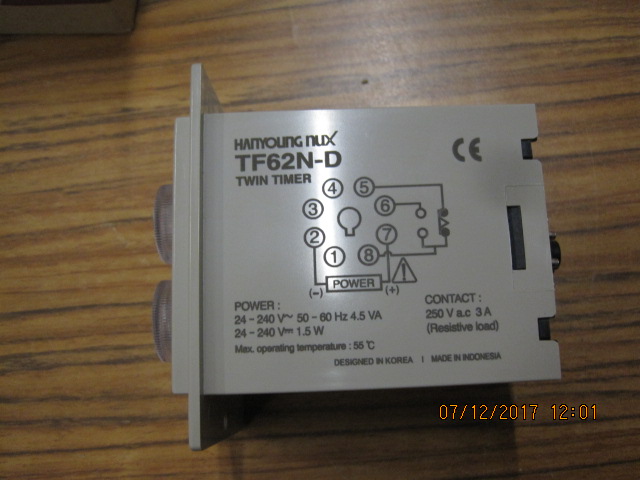 HANYOUNG nux
TF62N-D
TWIN TIMER
CE
4 5
3 6
2 7
1 8
(-) POWER (+)
POWER :
24 - 240 V~ 50 - 60 Hz 4.5 VA
24 - 240 V⎓ 1.5 W
Max. operating temperature : 55 ℃
CONTACT :
250 V a.c 3 A
(Resistive load)
DESIGNED IN KOREA | MADE IN INDONESIA
07/12/2017 12:01